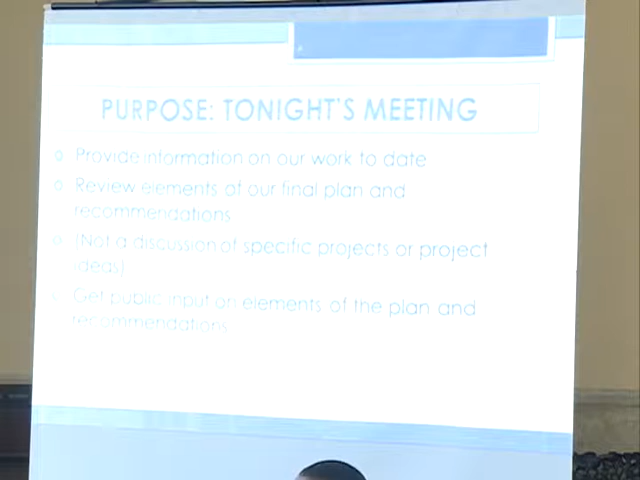 PURPOSE: TONIGHT'S MEETING
Provide information on our work to date
Review elements of our final plan and
recommendations
(Not a discussion of specific projects or project
ideas)
Get public input on elements of the plan and
recommendations